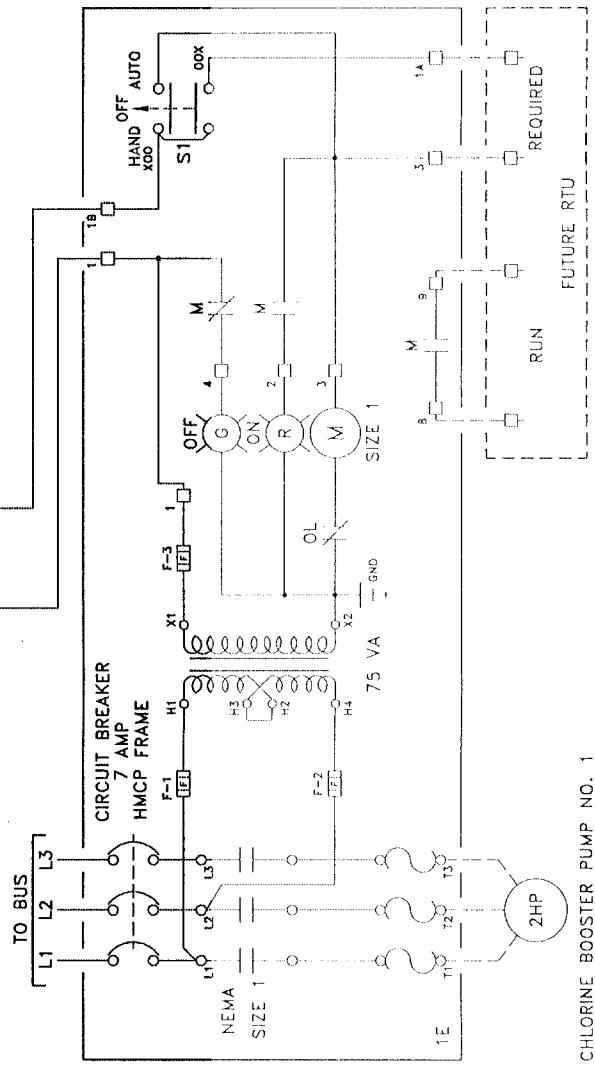 TO BUS
L1
L2
L3
CIRCUIT BREAKER
7 AMP
HMCP FRAME
L1
L2
L3
NEMA
SIZE 1
T1
T2
T3
1E
2HP
CHLORINE BOOSTER PUMP NO. 1
F-1
F
F-2
F
H1
H3
H2
H4
X1
X2
75 VA
GND
F-3
F
1
OFF
G
ON
R
M
SIZE 1
OL
4
2
3
M
M
1
1B
HAND
OFF
AUTO
XOO
OOX
S1
8
M
9
3
1A
RUN
REQUIRED
FUTURE RTU